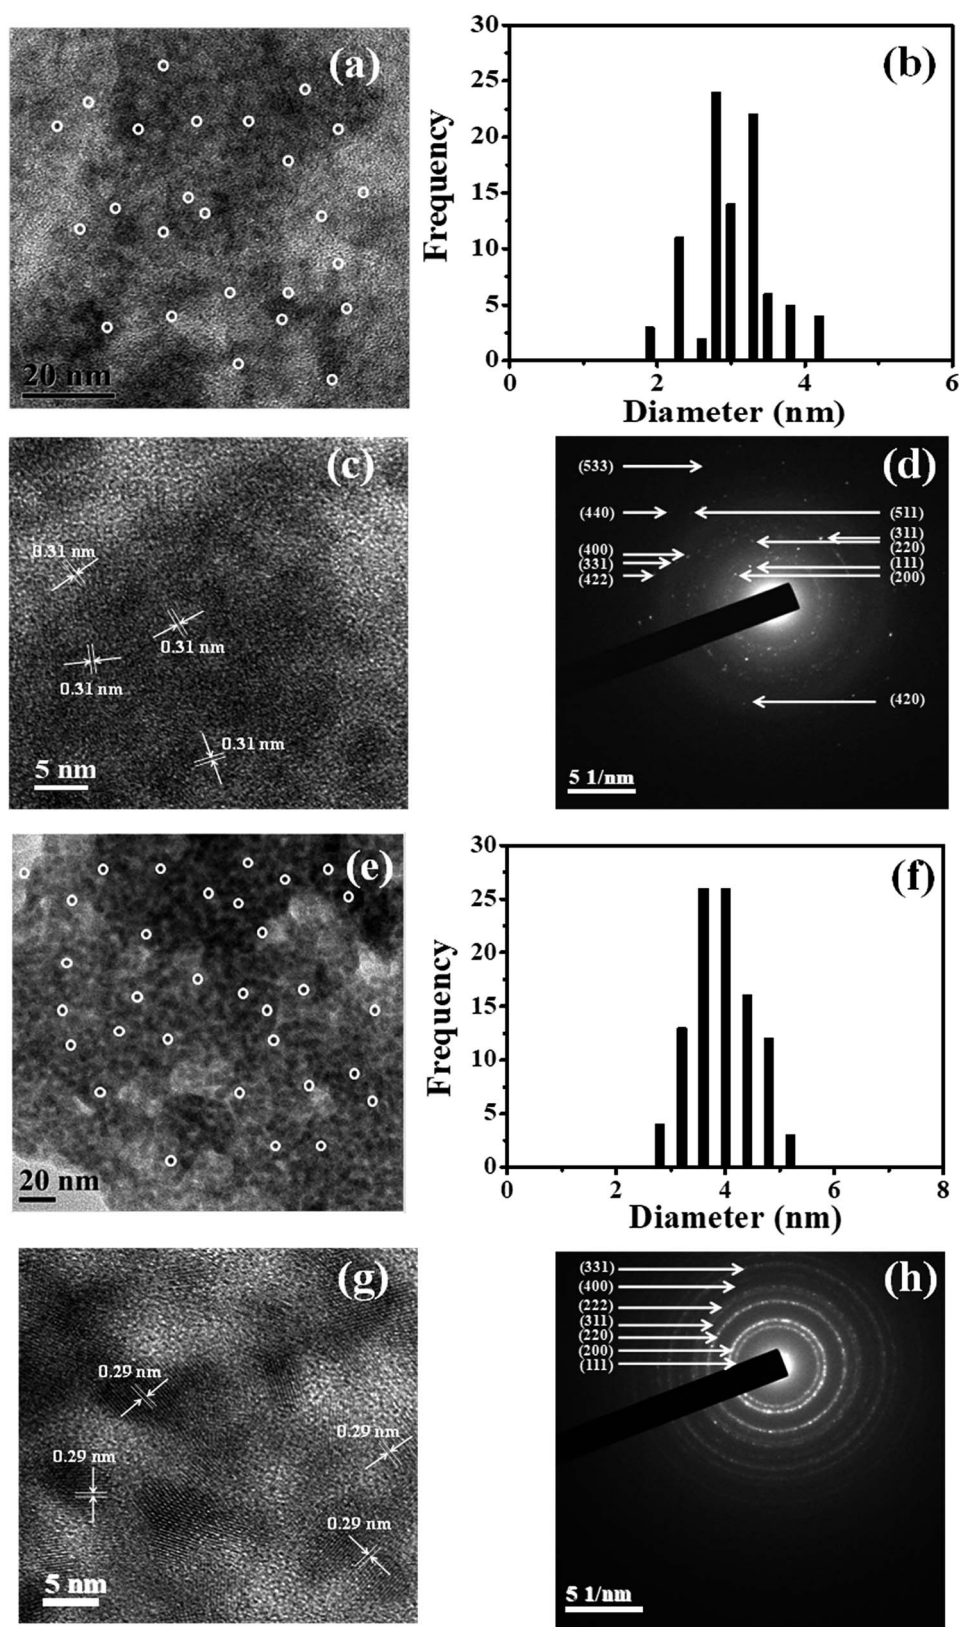 (a)
20 nm
(b)
Frequency
30
25
20
15
10
5
0
0 2 4 6
Diameter (nm)
(c)
0.31 nm
0.31 nm
0.31 nm
0.31 nm
5 nm
(d)
(533)
(440)
(400)
(331)
(422)
(511)
(311)
(220)
(111)
(200)
(420)
5 1/nm
(e)
20 nm
(f)
Frequency
30
25
20
15
10
5
0
0 2 4 6 8
Diameter (nm)
(g)
0.29 nm
0.29 nm
0.29 nm
0.29 nm
5 nm
(h)
(331)
(400)
(222)
(311)
(220)
(200)
(111)
5 1/nm